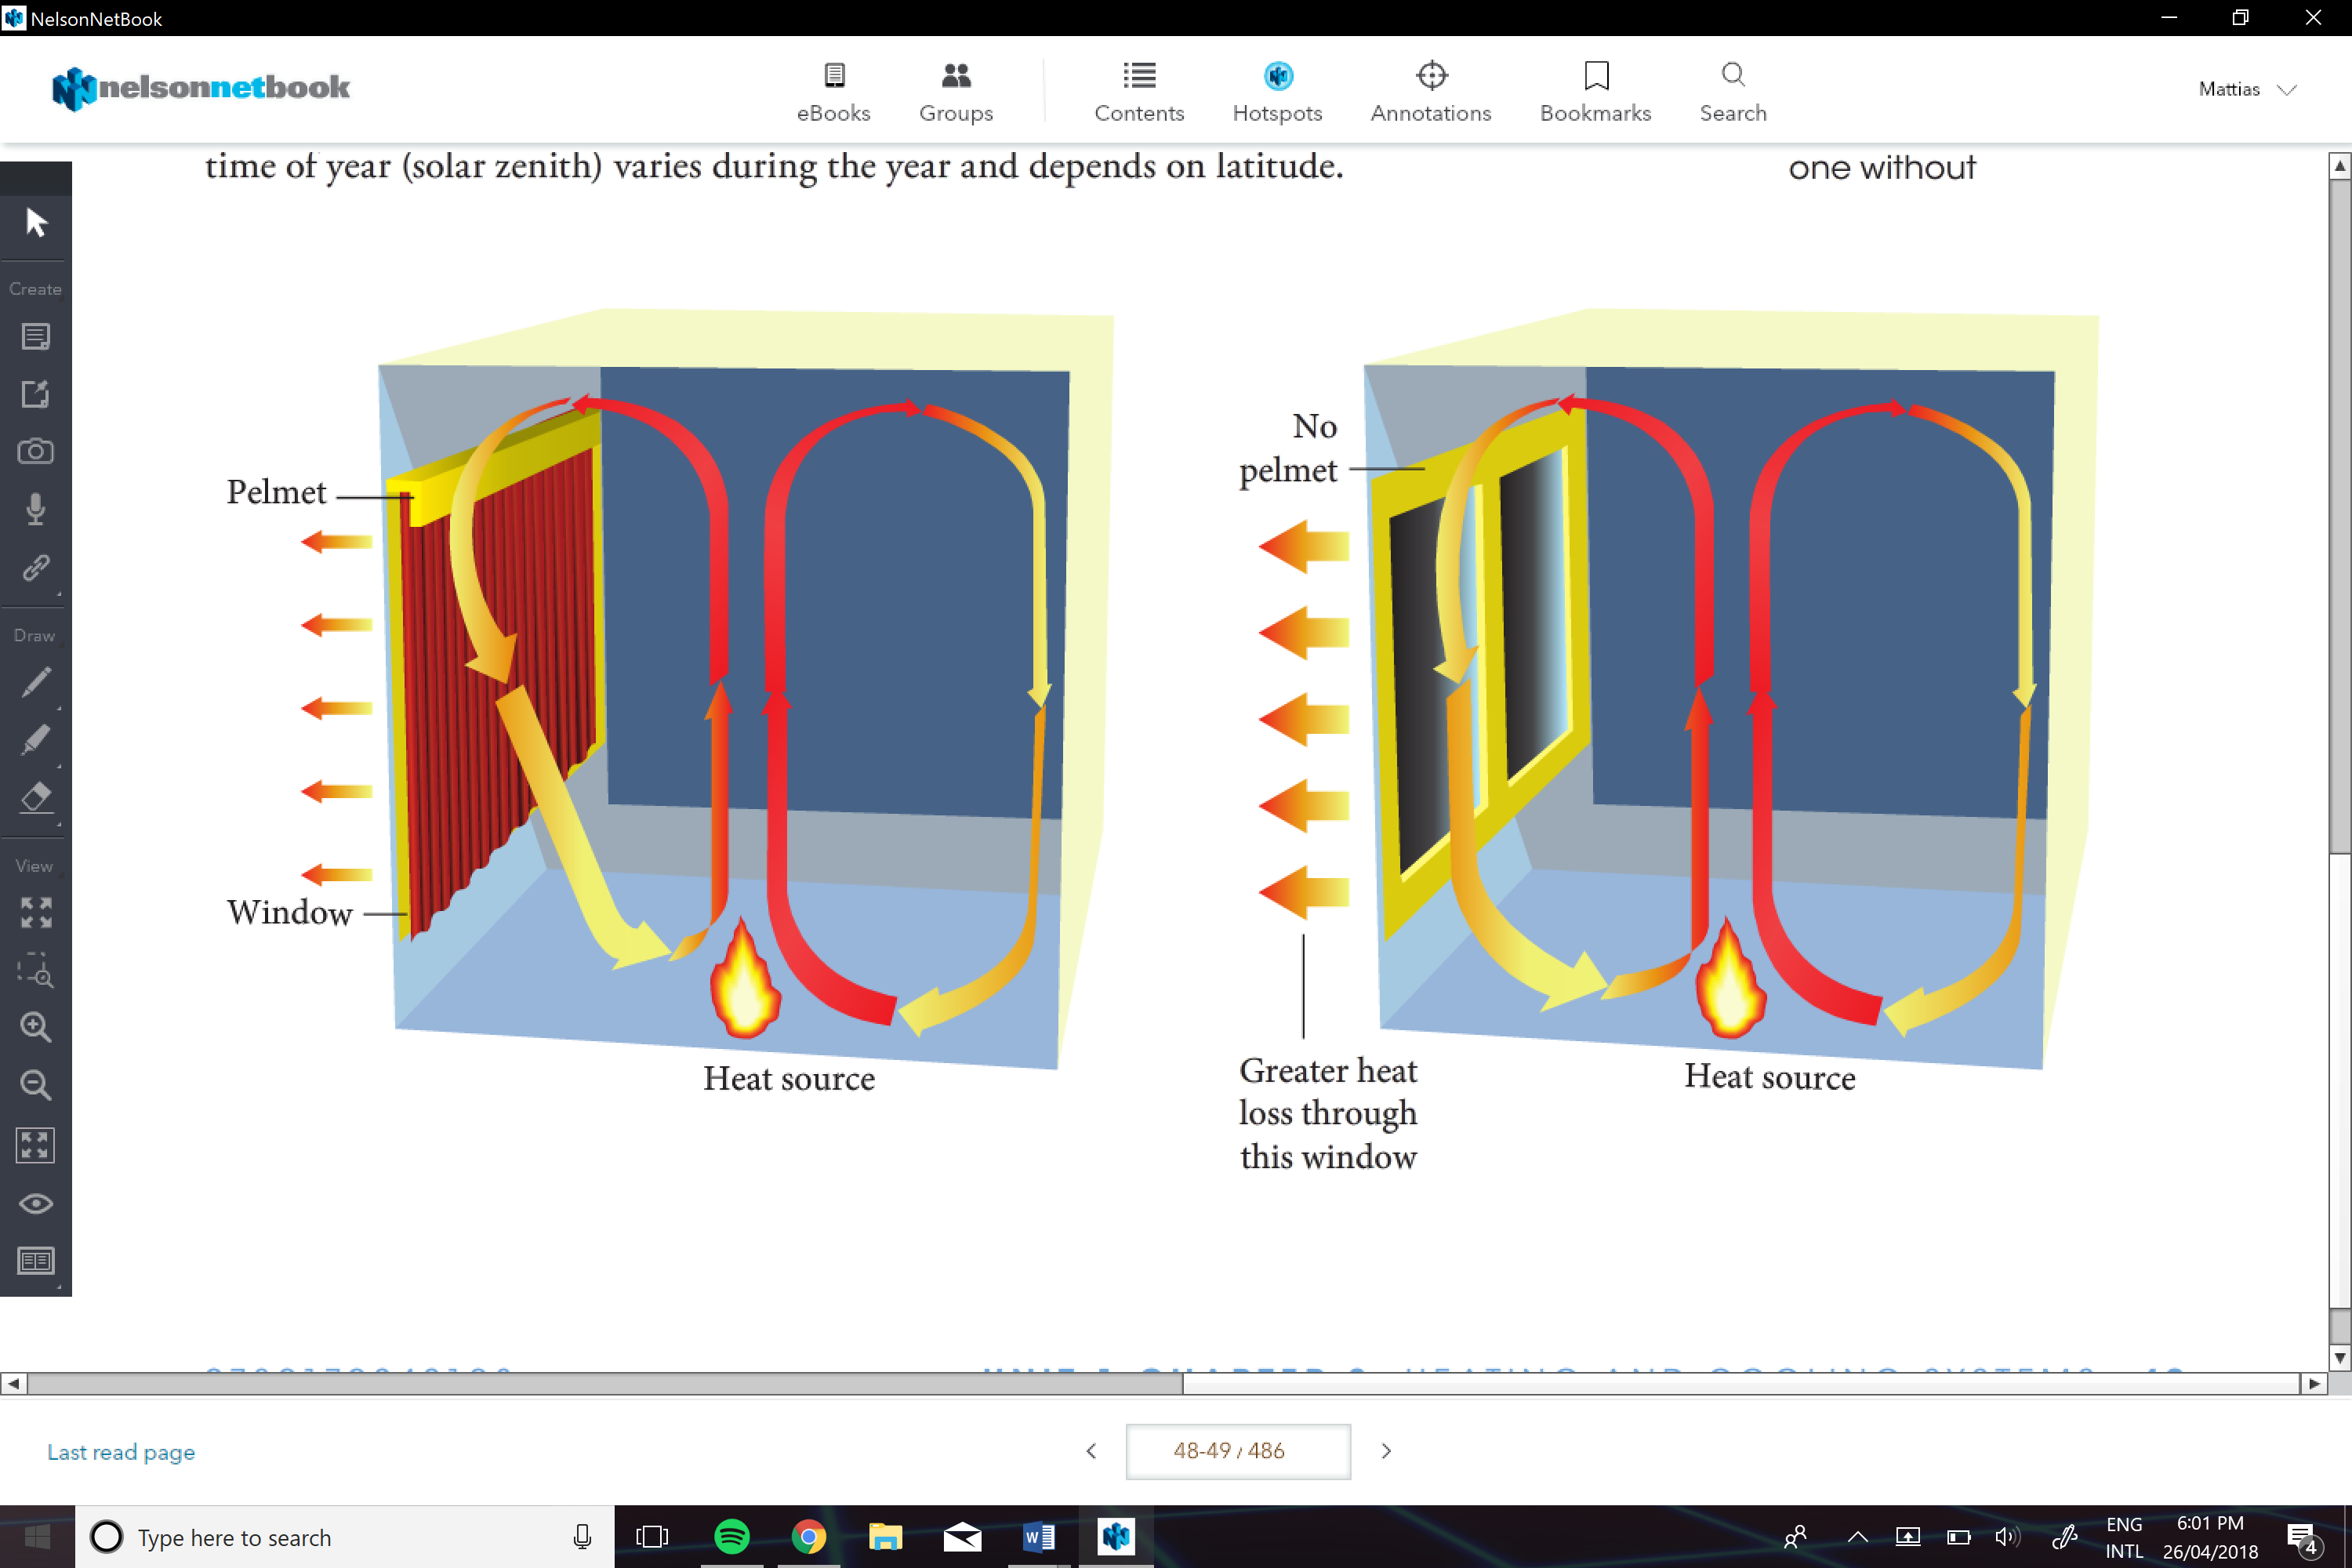 NelsonNetBook
nelsonnetbook
eBooks
Groups
Contents
Hotspots
Annotations
Bookmarks
Search
Mattias
time of year (solar zenith) varies during the year and depends on latitude.
one without
Create
Draw
View
Pelmet
Window
Heat source
No
pelmet
Greater heat
loss through
this window
Heat source
Last read page
48-49 / 486
Type here to search
ENG
INTL
6:01 PM
26/04/2018
4